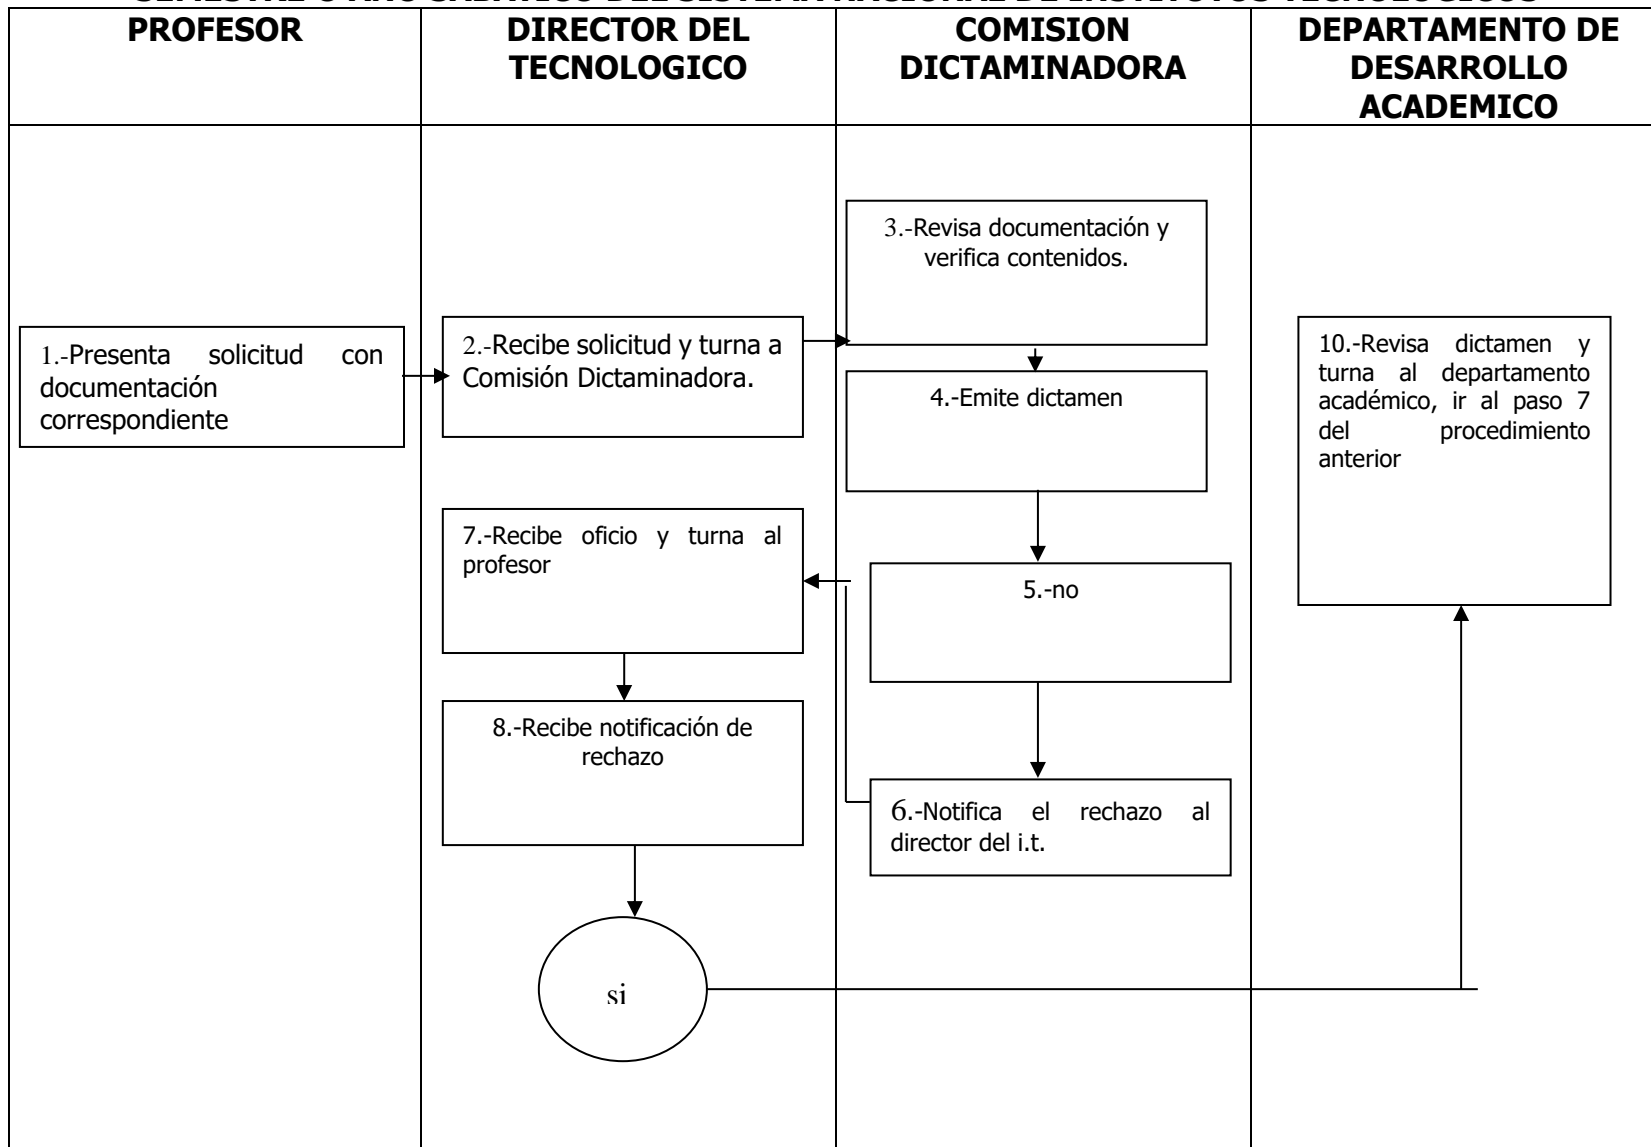 PROFESOR
DIRECTOR DEL
TECNOLOGICO
COMISION
DICTAMINADORA
DEPARTAMENTO DE
DESARROLLO
ACADEMICO
1.-Presenta solicitud con
documentación
correspondiente
2.-Recibe solicitud y turna a
Comisión Dictaminadora.
3.-Revisa documentación y
verifica contenidos.
4.-Emite dictamen
5.-no
6.-Notifica el rechazo al
director del i.t.
7.-Recibe oficio y turna al
profesor
8.-Recibe notificación de
rechazo
si
10.-Revisa dictamen y
turna al departamento
académico, ir al paso 7
del procedimiento
anterior